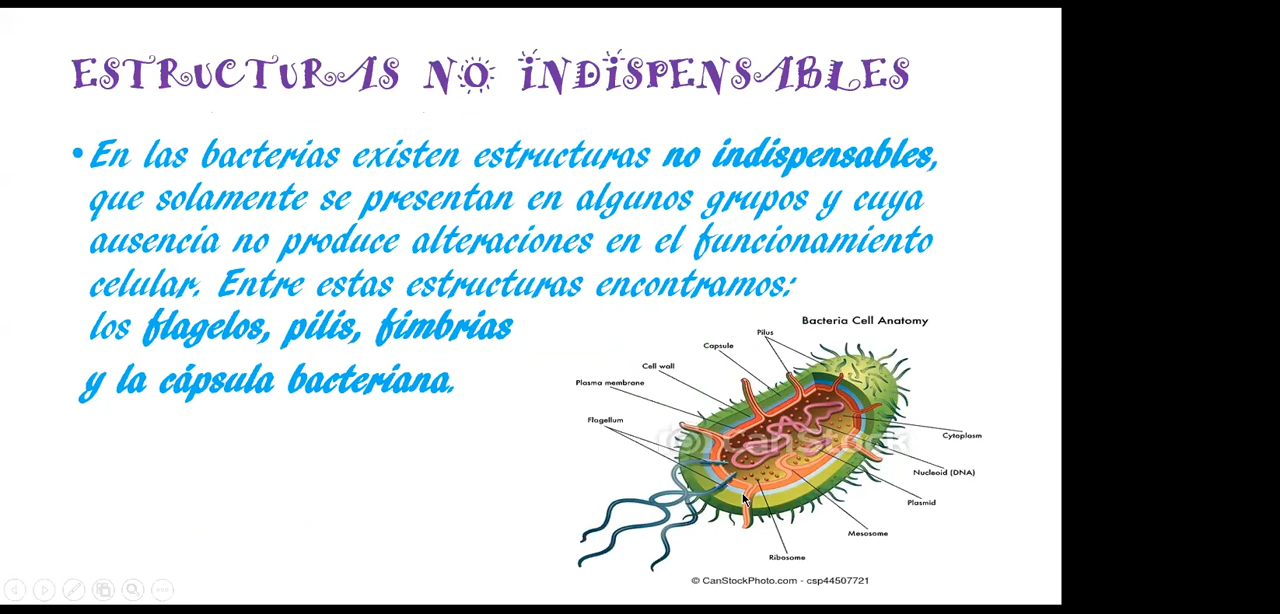 ESTRUCTURAS NO INDISPENSABLES
• En las bacterias existen estructuras no indispensables,
que solamente se presentan en algunos grupos y cuya
ausencia no produce alteraciones en el funcionamiento
celular. Entre estas estructuras encontramos:
los flagelos, pilis, fimbrias
y la cápsula bacteriana.
Bacteria Cell Anatomy
Pilus
Capsule
Cell wall
Plasma membrane
Flagellum
Cytoplasm
Nucleoid (DNA)
Plasmid
Mesosome
Ribosome
CanStock
© CanStockPhoto.com - csp44507721